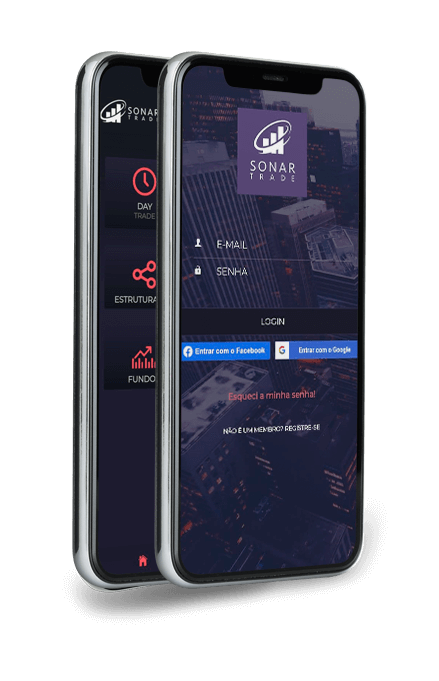 SONAR
TRADE
DAY
TRADE
ESTRUTURA
FUNDO
SONAR
TRADE
E-MAIL
SENHA
LOGIN
Entrar com o Facebook
G Entrar com o Google
Esqueci a minha senha!
NÃO É UM MEMBRO? REGISTRE-SE